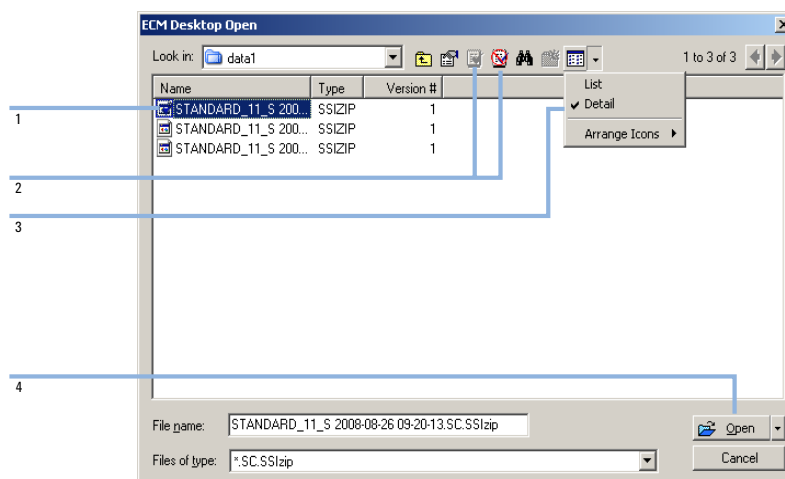 ECM Desktop Open
Look in: data1 1 to 3 of 3
Name Type Version #
STANDARD_11_S 200... SSIZIP 1
STANDARD_11_S 200... SSIZIP 1
STANDARD_11_S 200... SSIZIP 1
List
Detail
Arrange Icons
1
2
3
4
File name: STANDARD_11_S 2008-08-26 09-20-13.SC.SSIzip Open
Files of type: *.SC.SSIzip Cancel